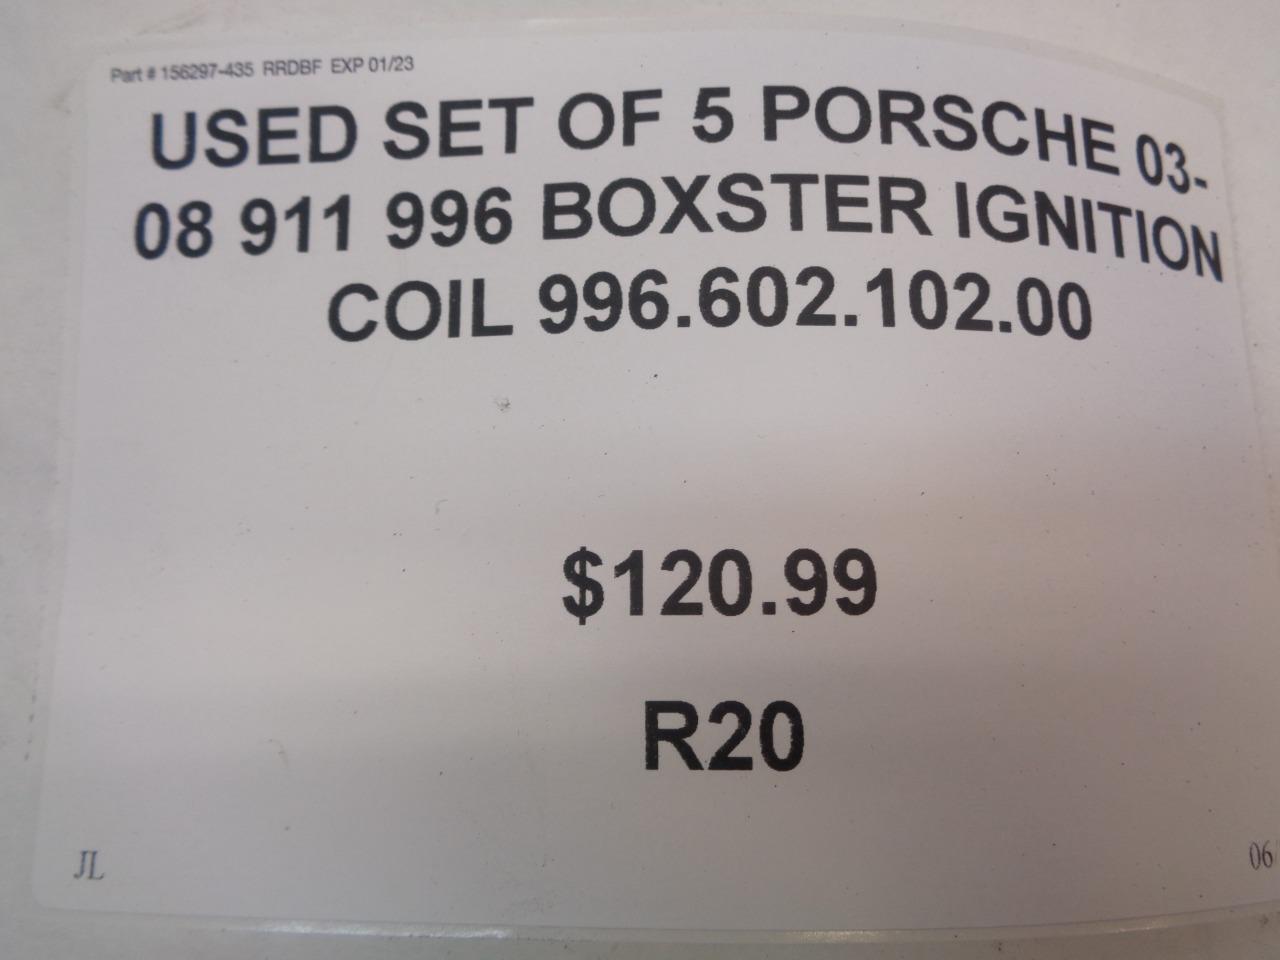 Part # 156297-435 RRDBF EXP 01/23
USED SET OF 5 PORSCHE 03-
08 911 996 BOXSTER IGNITION
COIL 996.602.102.00
$120.99
R20
JL
06/